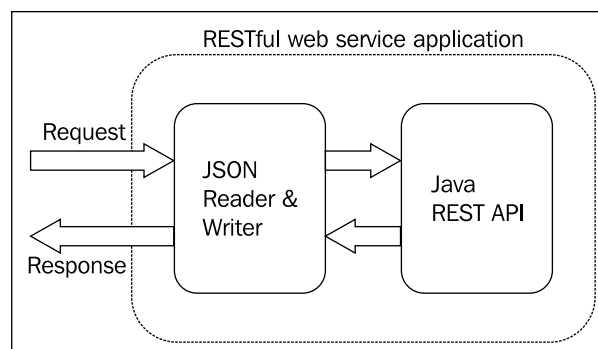 RESTful web service application
Request
JSON
Reader &
Writer
Java
REST API
Response